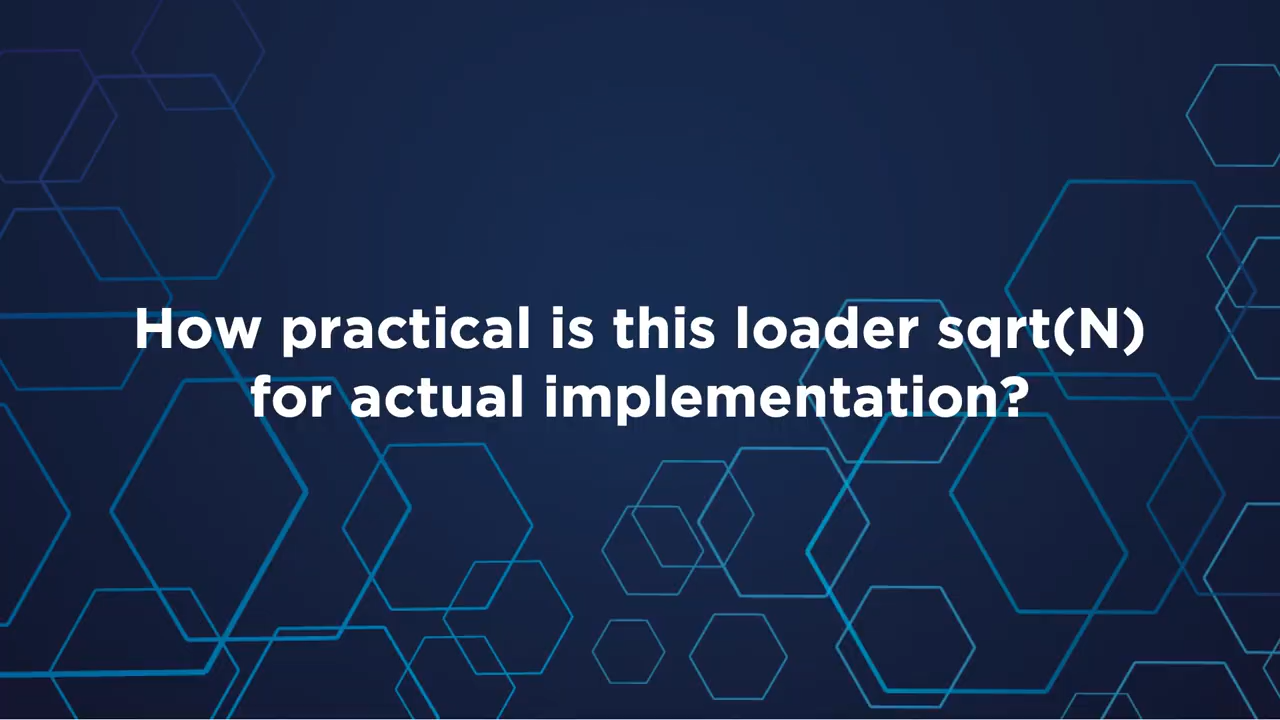 How practical is this loader sqrt(N)
for actual implementation?